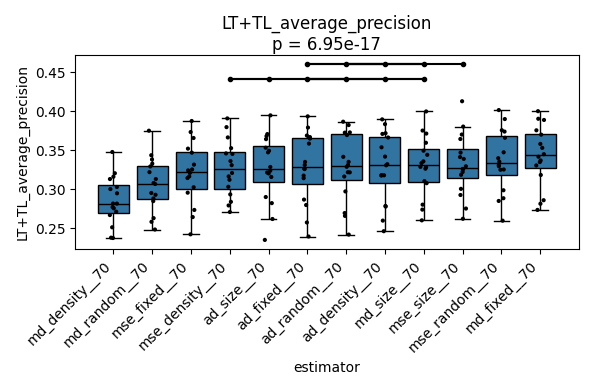 LT+TL_average_precision
p = 6.95e-17
LT+TL_average_precision
0.45
0.40
0.35
0.30
0.25
md_density__70
md_random__70
mse_fixed__70
mse_density__70
ad_size__70
ad_fixed__70
ad_random__70
ad_density__70
md_size__70
mse_size__70
mse_random__70
md_fixed__70
estimator